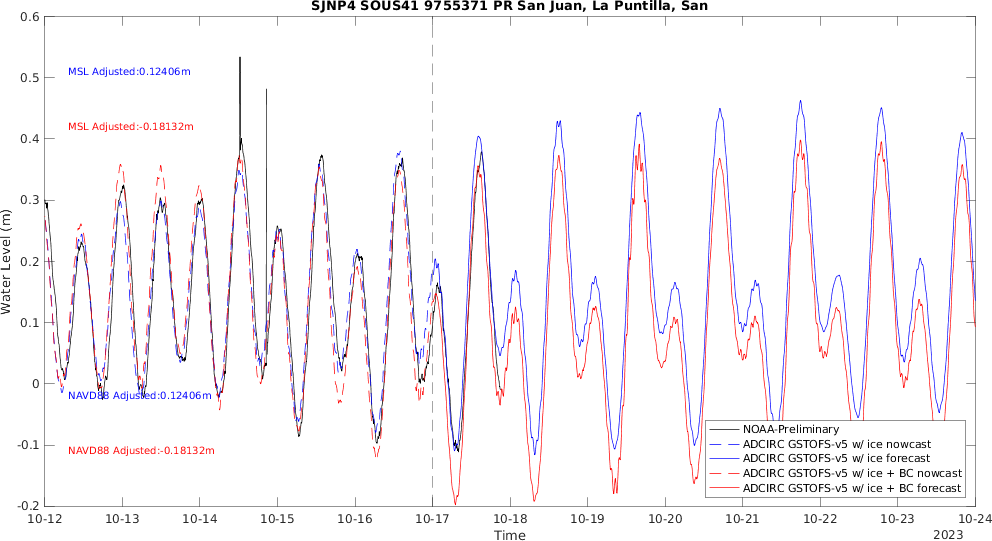 SJNP4 SOUS41 9755371 PR San Juan, La Puntilla, San
0.6
0.5
0.4
0.3
0.2
0.1
0
-0.1
-0.2
Water Level (m)
MSL Adjusted:0.12406m
MSL Adjusted:-0.18132m
NAVD88 Adjusted:0.12406m
NAVD88 Adjusted:-0.18132m
NOAA-Preliminary
ADCIRC GSTOFS-v5 w/ ice nowcast
ADCIRC GSTOFS-v5 w/ ice forecast
ADCIRC GSTOFS-v5 w/ ice + BC nowcast
ADCIRC GSTOFS-v5 w/ ice + BC forecast
10-12 10-13 10-14 10-15 10-16 10-17 10-18 10-19 10-20 10-21 10-22 10-23 10-24
Time
2023